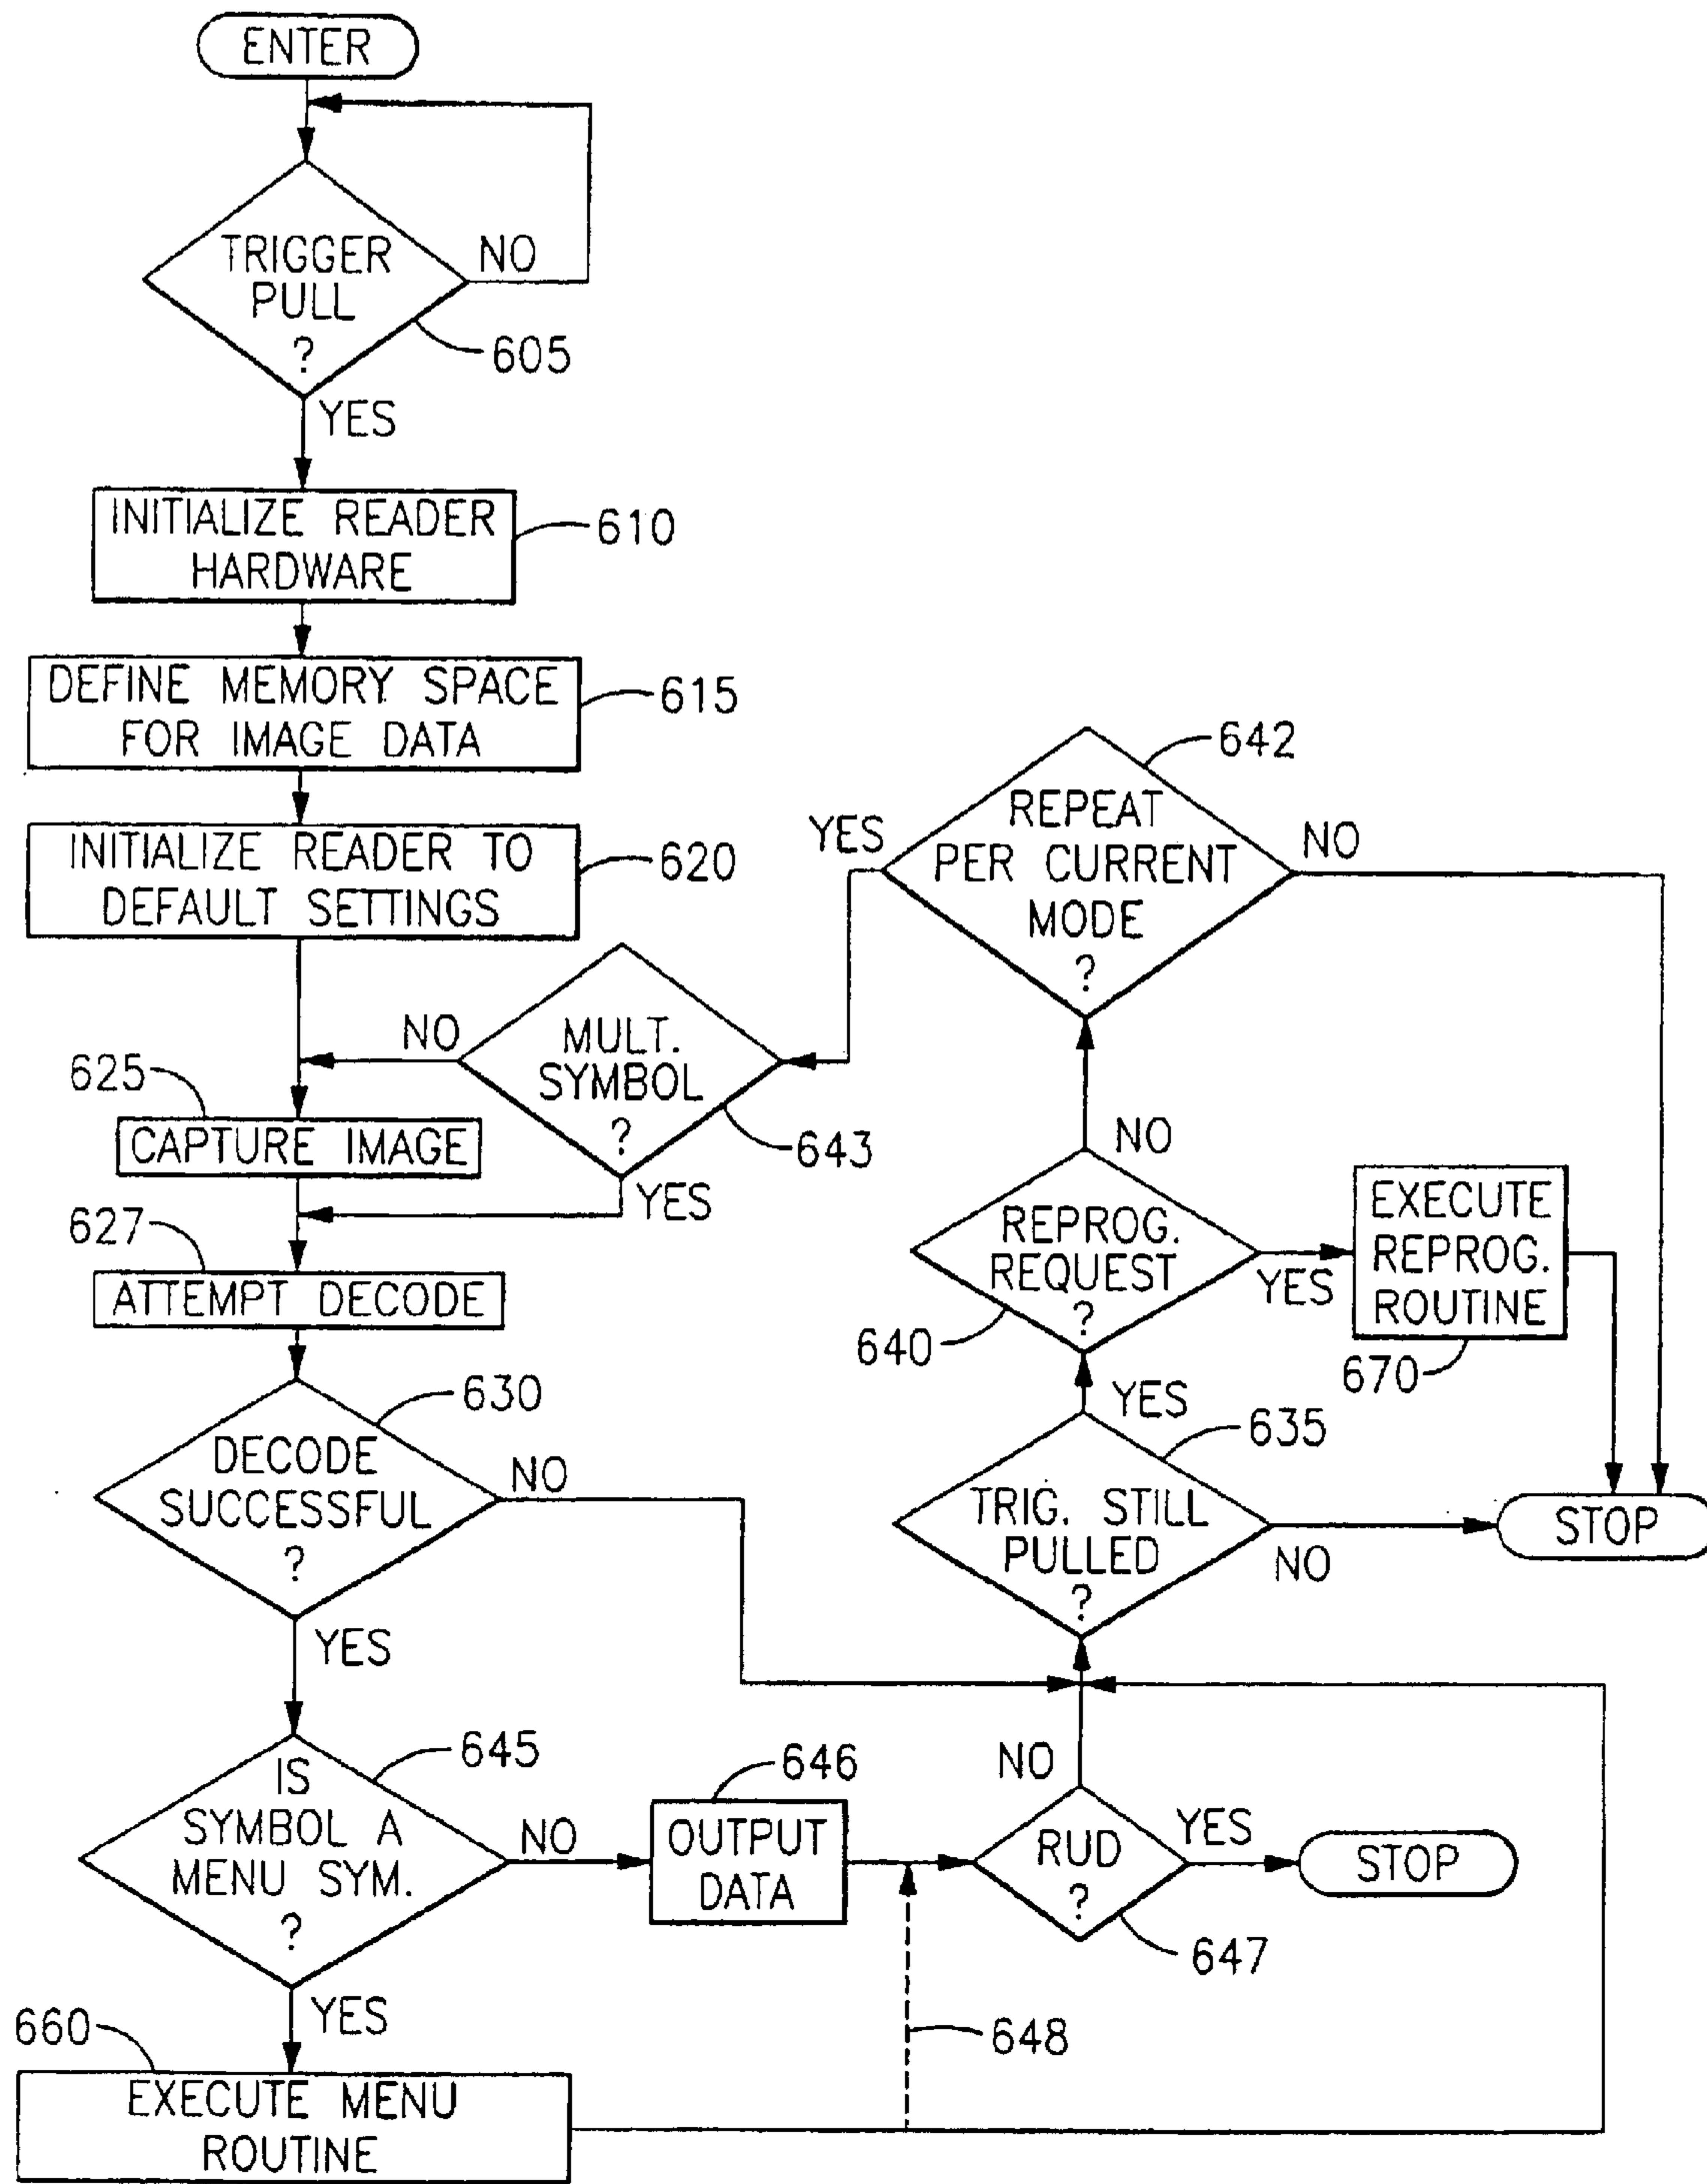 ENTER
TRIGGER
PULL
?
NO
605
YES
INITIALIZE READER
HARDWARE
610
DEFINE MEMORY SPACE
FOR IMAGE DATA
615
INITIALIZE READER TO
DEFAULT SETTINGS
620
642
REPEAT
PER CURRENT
MODE
?
YES
NO
MULT.
SYMBOL
?
NO
643
YES
625
CAPTURE IMAGE
627
ATTEMPT DECODE
NO
REPROG.
REQUEST
?
640
YES
EXECUTE
REPROG.
ROUTINE
670
630
DECODE
SUCCESSFUL
?
NO
YES
YES
635
TRIG. STILL
PULLED
?
NO
STOP
645
IS
SYMBOL A
MENU SYM.
?
NO
646
OUTPUT
DATA
NO
RUD
?
YES
STOP
647
YES
648
660
EXECUTE MENU
ROUTINE